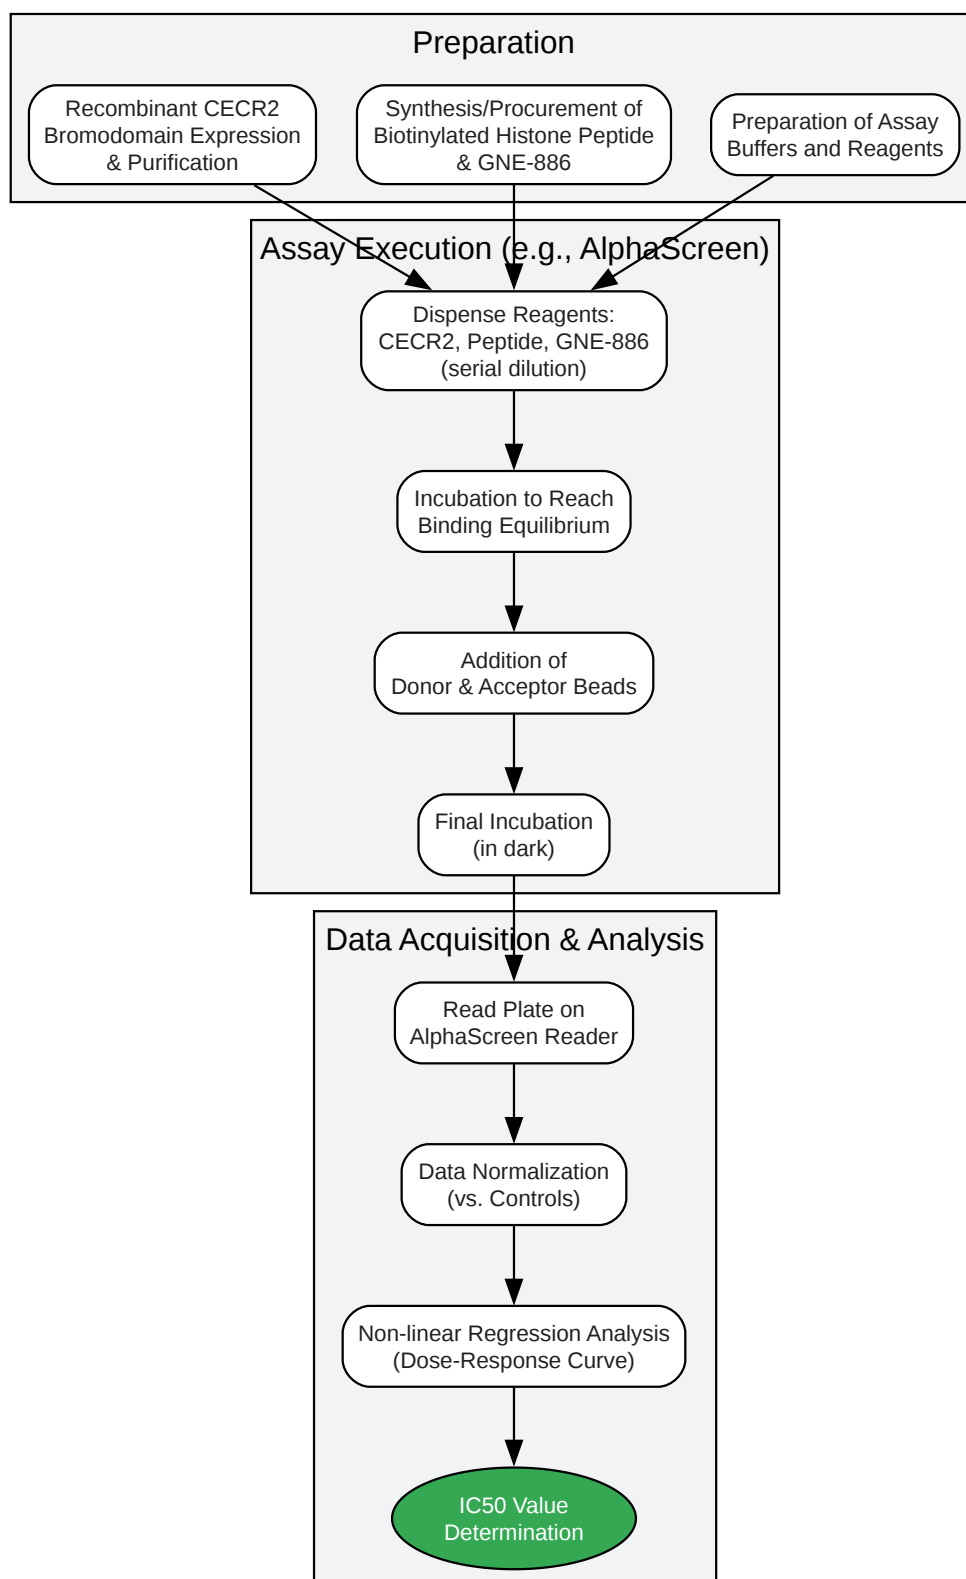 Preparation
Recombinant CECR2
Bromodomain Expression
& Purification
Synthesis/Procurement of
Biotinylated Histone Peptide
& GNE-886
Preparation of Assay
Buffers and Reagents
Assay Execution (e.g., AlphaScreen)
Dispense Reagents:
CECR2, Peptide, GNE-886
(serial dilution)
Incubation to Reach
Binding Equilibrium
Addition of
Donor & Acceptor Beads
Final Incubation
(in dark)
Data Acquisition & Analysis
Read Plate on
AlphaScreen Reader
Data Normalization
(vs. Controls)
Non-linear Regression Analysis
(Dose-Response Curve)
IC50 Value
Determination